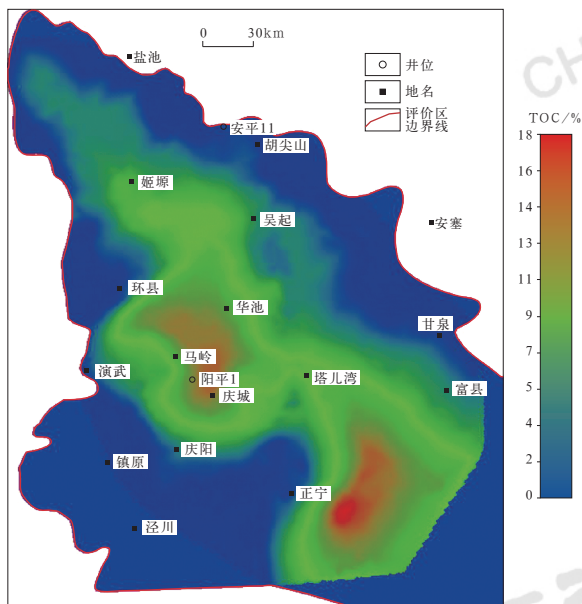 盐池
0 30km
井位
地名
评价区
边界线
CH
TOC/%
安平11
胡尖山
18
16
14
13
11
9
7
6
4
2
0
姬塬
吴起
安塞
环县
华池
甘泉
马岭
演武
阳平1
塔儿湾
庆城
富县
庆阳
镇原
正宁
泾川